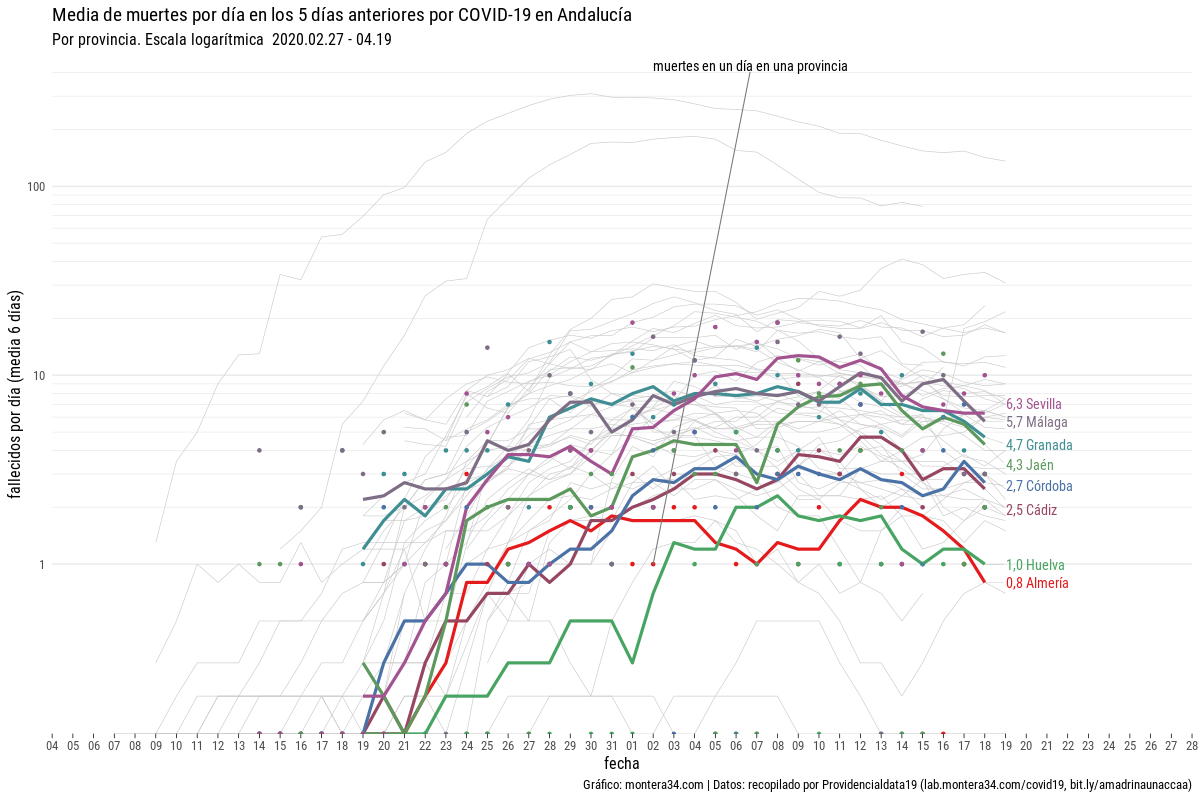 Media de muertes por día en los 5 días anteriores por COVID-19 en Andalucía
Por provincia. Escala logarítmica 2020.02.27 - 04.19
muertes en un día en una provincia
fallecidos por día (media 6 días)
100
10
1
6,3 Sevilla
5,7 Málaga
4,7 Granada
4,3 Jaén
2,7 Córdoba
2,5 Cádiz
1,0 Huelva
0,8 Almería
04 05 06 07 08 09 10 11 12 13 14 15 16 17 18 19 20 21 22 23 24 25 26 27 28 29 30 31 01 02 03 04 05 06 07 08 09 10 11 12 13 14 15 16 17 18 19 20 21 22 23 24 25 26 27 28
fecha
Gráfico: montera34.com | Datos: recopilado por Providencialdata19 (lab.montera34.com/covid19, bit.ly/amadrinaunaccaa)